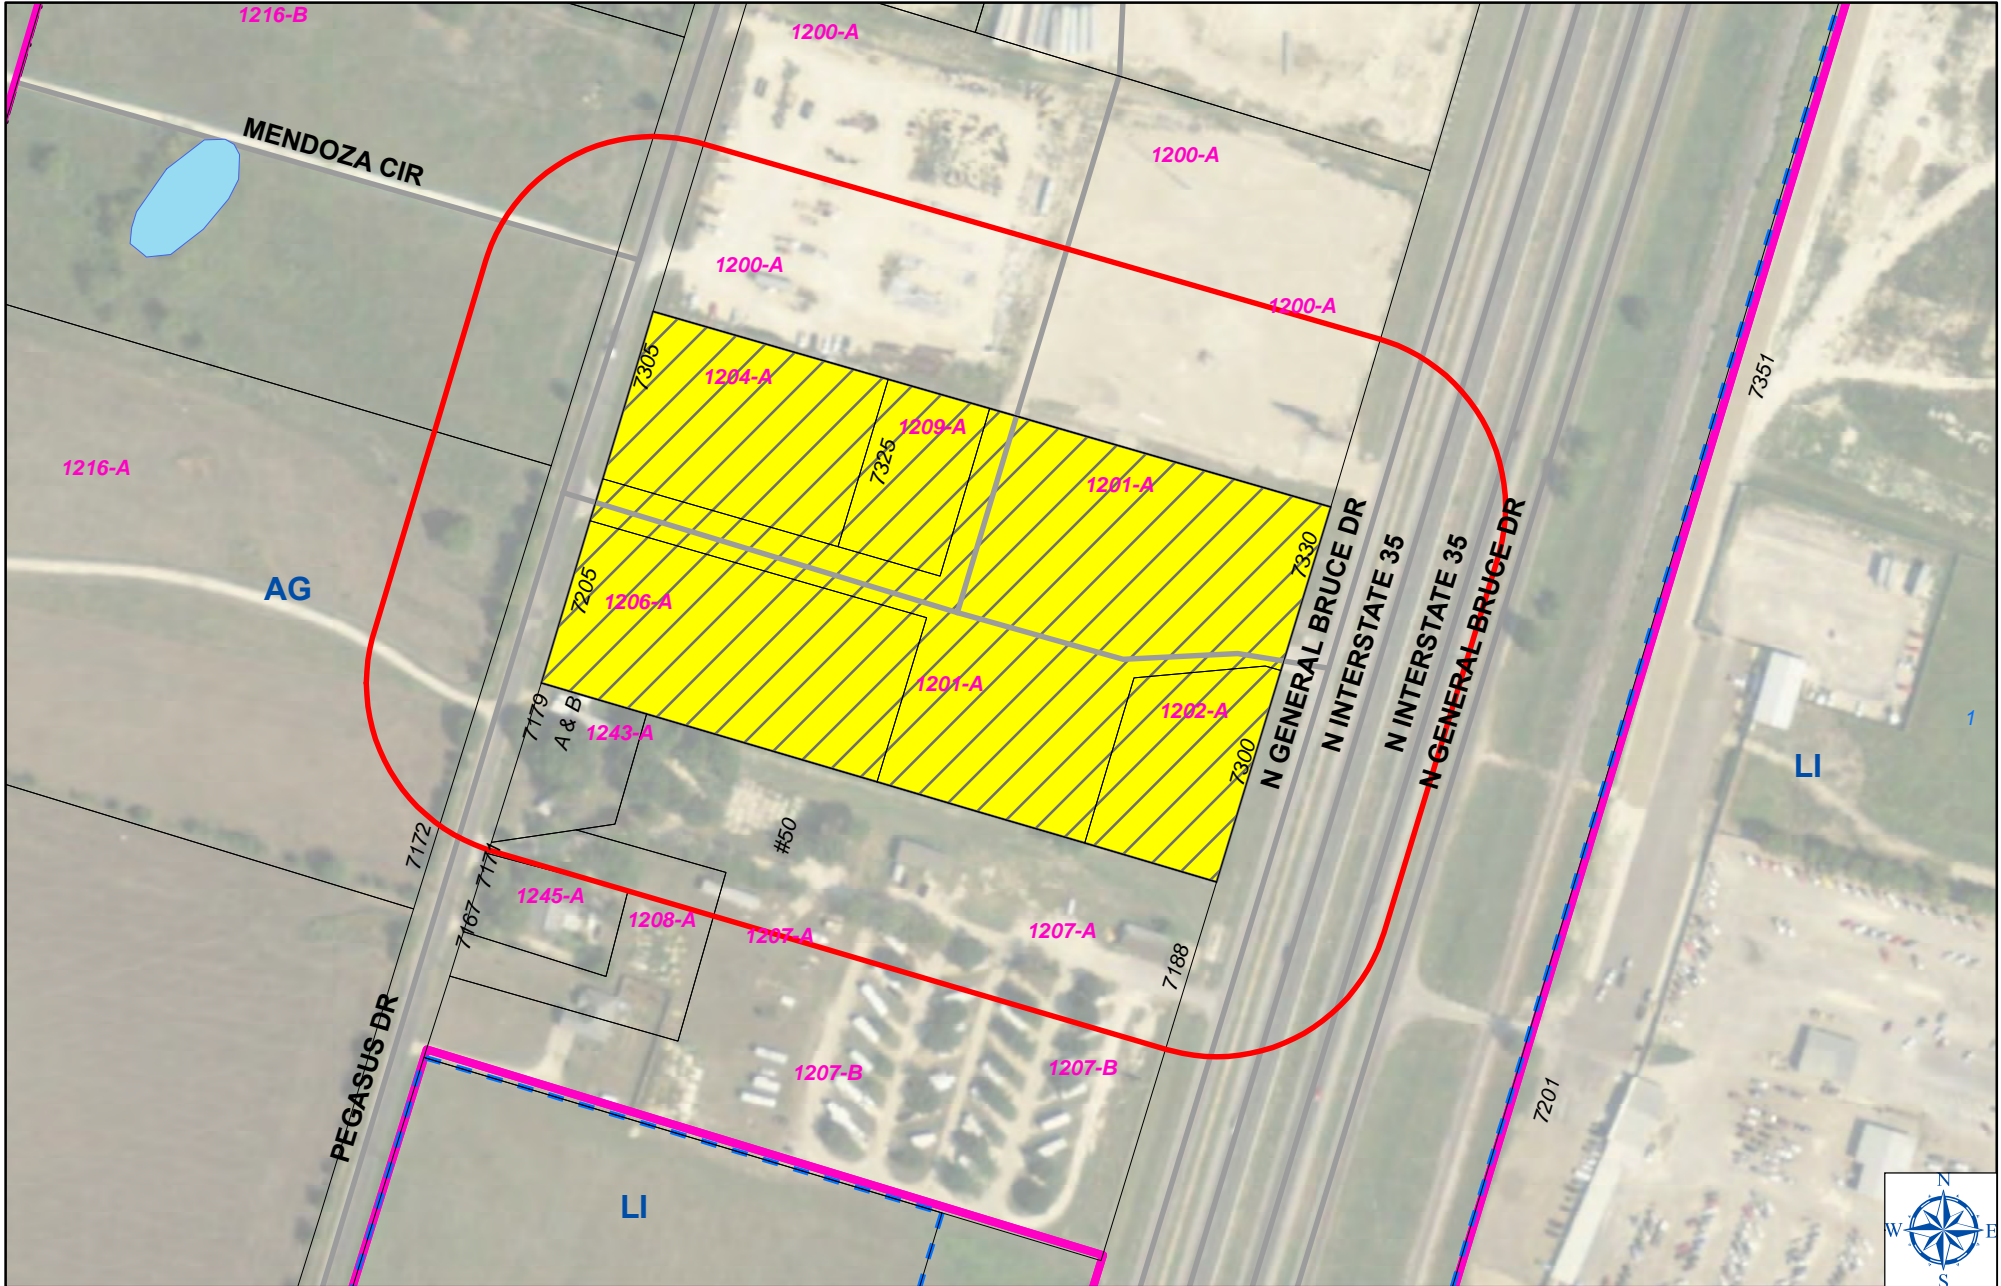 1216-B
1200-A
MENDOZA CIR
1200-A
1200-A
1200-A
7305
1204-A
7351
1209-A
7325
1216-A
1201-A
7330
N GENERAL BRUCE DR
N INTERSTATE 35
N INTERSTATE 35
N GENERAL BRUCE DR
AG
7205
1206-A
1201-A
1202-A
7300
7179
A & B
1243-A
1
LI
#50
7172
7171
1245-A
1208-A
1207-A
1207-A
7167
7188
PEGASUS DR
1207-B
1207-B
7201
LI
N
W
E
S